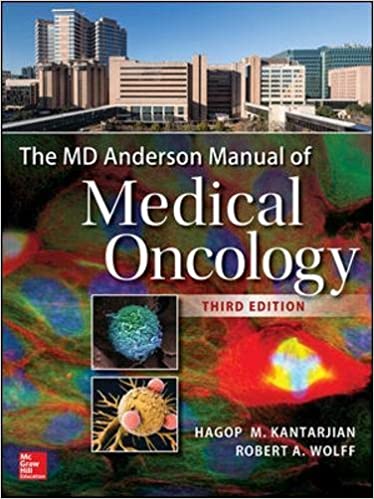 The MD Anderson Manual of
Medical
Oncology
THIRD EDITION
HAGOP M. KANTARJIAN
ROBERT A. WOLFF
Mc
Graw
Hill
Education